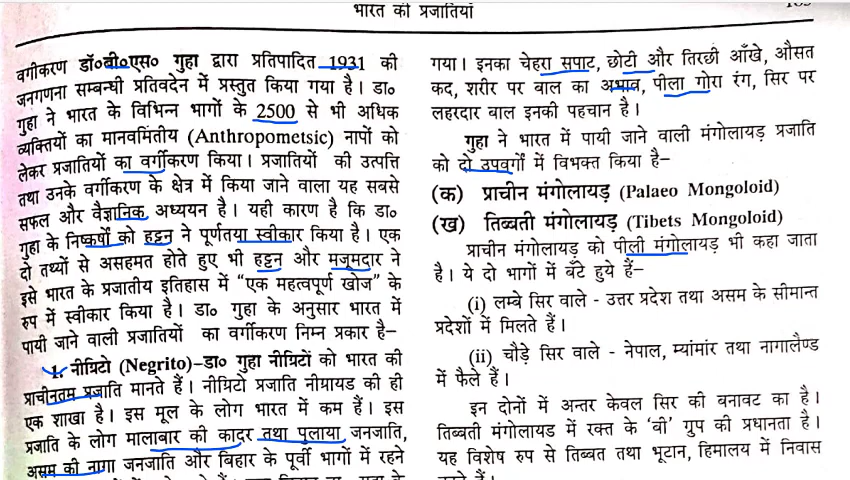 भारत की प्रजातियाँ
वर्गीकरण डॉ०वी०एस० गुहा द्वारा प्रतिपादित 1931 की
जनगणना सम्बन्धी प्रतिवदेन में प्रस्तुत किया गया है। डा०
गुहा ने भारत के विभिन्न भागों के 2500 से भी अधिक
व्यक्तियों का मानवमितीय (Anthropometsic) नापों को
लेकर प्रजातियों का वर्गीकरण किया। प्रजातियों की उत्पत्ति
तथा उनके वर्गीकरण के क्षेत्र में किया जाने वाला यह सबसे
सफल और वैज्ञानिक अध्ययन है। यही कारण है कि डा०
गुहा के निष्कर्षों को हट्टन ने पूर्णतया स्वीकार किया है। एक
दो तथ्यों से असहमत होते हुए भी हट्टन और मजूमदार ने
इसे भारत के प्रजातीय इतिहास में "एक महत्वपूर्ण खोज" के
रुप में स्वीकार किया है। डा० गुहा के अनुसार भारत में
पायी जाने वाली प्रजातियों का वर्गीकरण निम्न प्रकार है–
1. नीग्रिटो (Negrito)–डा० गुहा नीग्रिटों को भारत की
प्राचीनतम प्रजाति मानते हैं। नीग्रिटो प्रजाति नीग्रायड की ही
एक शाखा है। इस मूल के लोग भारत में कम हैं। इस
प्रजाति के लोग मालाबार की कादर तथा पुलाया जनजाति,
असम की नागा जनजाति और बिहार के पूर्वी भागों में रहने
गया। इनका चेहरा सपाट, छोटी और तिरछी आँखे, औसत
कद, शरीर पर बाल का अभाव, पीला गोरा रंग, सिर पर
लहरदार बाल इनकी पहचान है।
गुहा ने भारत में पायी जाने वाली मंगोलायड़ प्रजाति
को दो उपवर्गों में विभक्त किया है–
(क) प्राचीन मंगोलायड़ (Palaeo Mongoloid)
(ख) तिब्बती मंगोलायड़ (Tibets Mongoloid)
प्राचीन मंगोलायड़ को पीली मंगोलायड़ भी कहा जाता
है। ये दो भागों में बँटे हुये हैं–
(i) लम्बे सिर वाले - उत्तर प्रदेश तथा असम के सीमान्त
प्रदेशों में मिलते हैं।
(ii) चौड़े सिर वाले - नेपाल, म्यांमांर तथा नागालैण्ड
में फैले हैं।
इन दोनों में अन्तर केवल सिर की बनावट का है।
तिब्बती मंगोलायड में रक्त के 'बी' गुप की प्रधानता है।
यह विशेष रुप से तिब्बत तथा भूटान, हिमालय में निवास